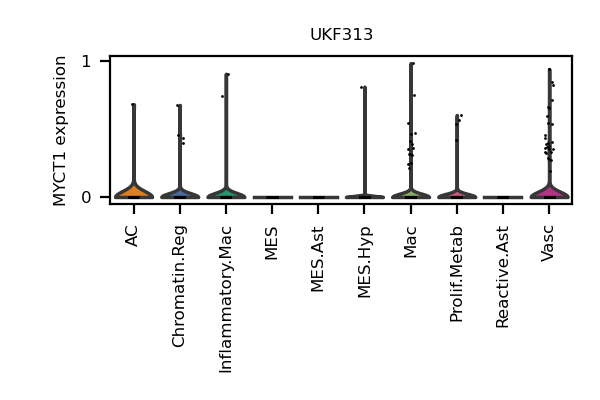 UKF313
MYCT1 expression
1
0
AC
Chromatin.Reg
Inflammatory.Mac
MES
MES.Ast
MES.Hyp
Mac
Prolif.Metab
Reactive.Ast
Vasc